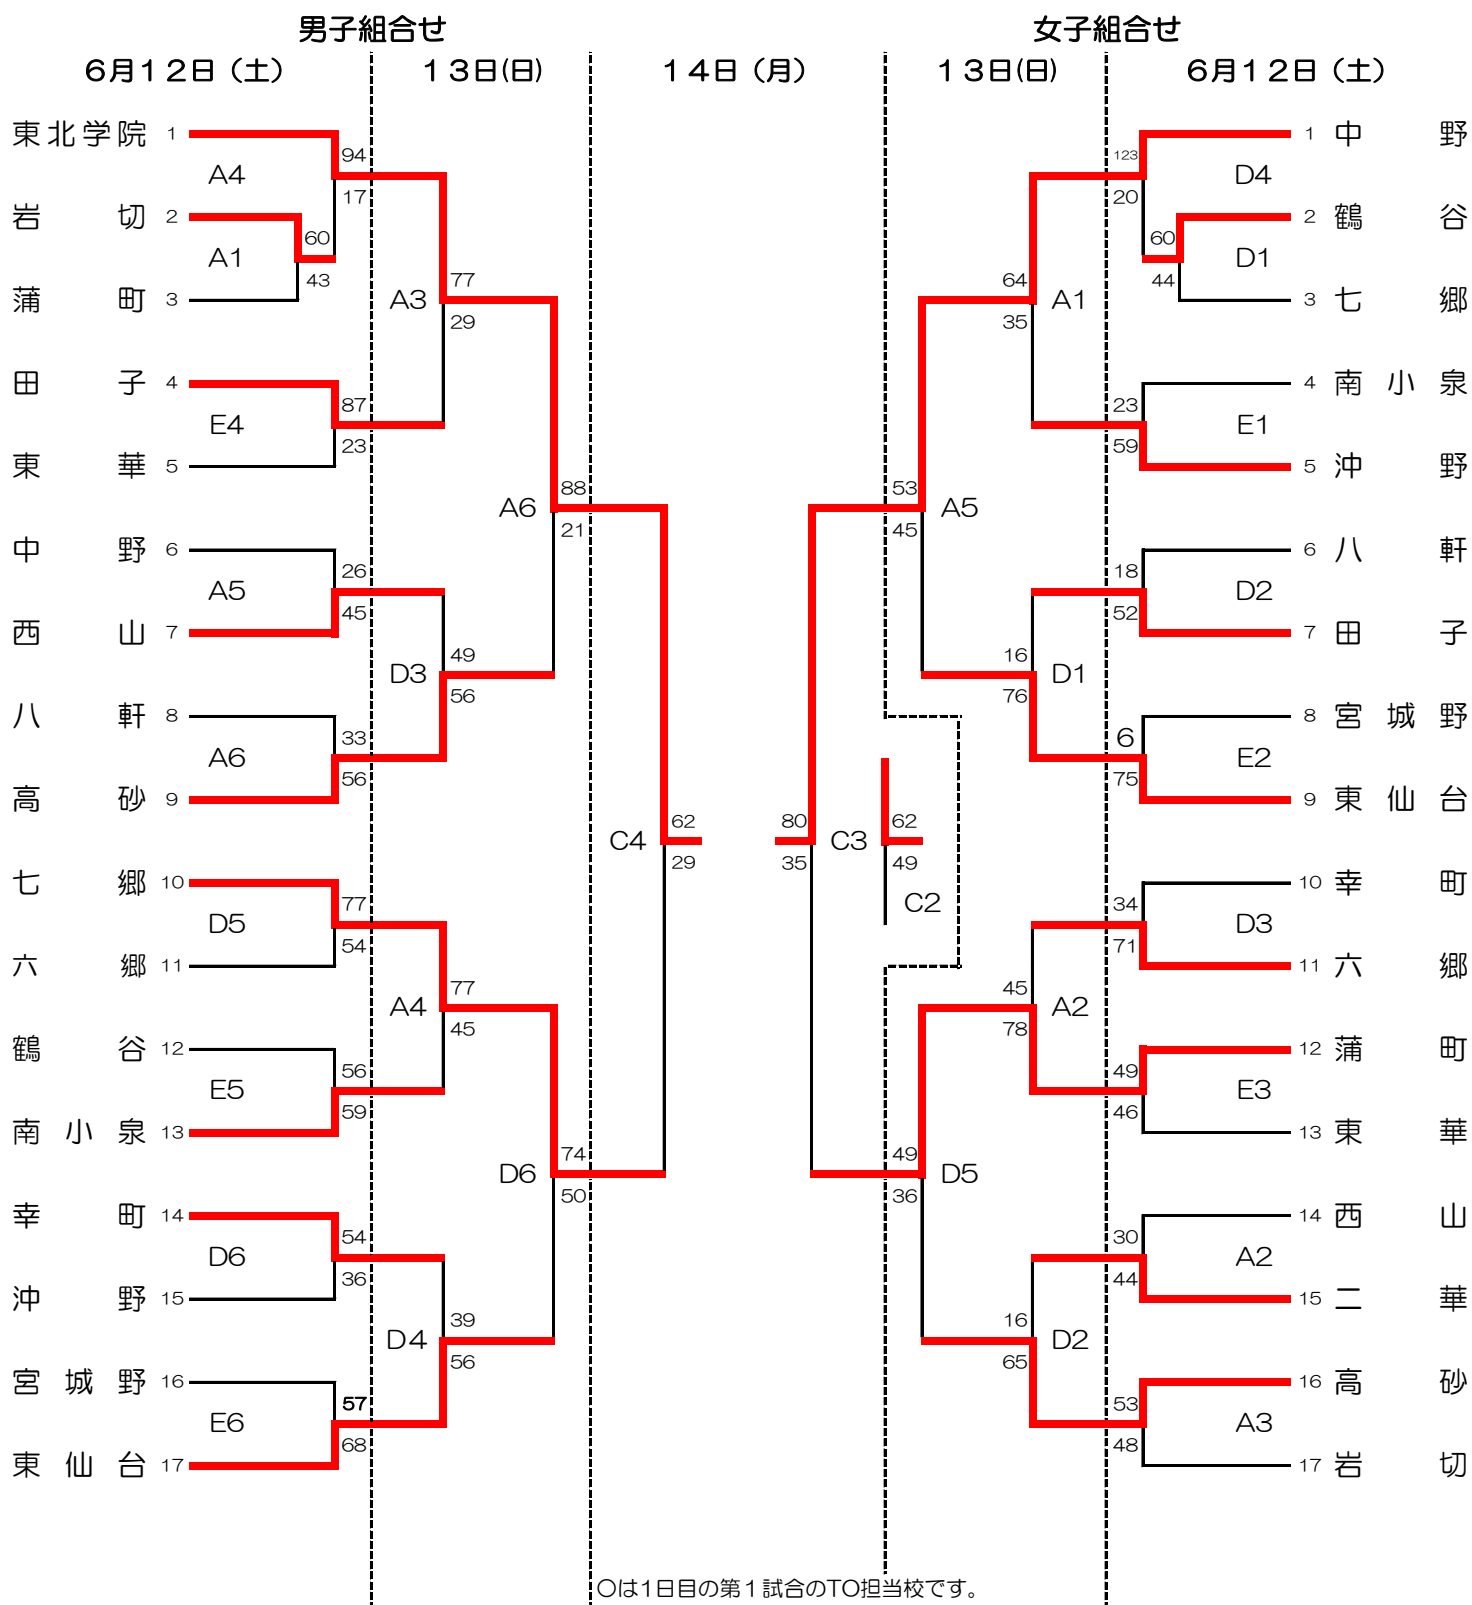 男子組合せ 女子組合せ
6月12日（土） 13日(日) 14日（月） 13日(日) 6月12日（土）
東北学院 1 1 中野
94 123
A4 D4
17 20
岩切 2 2 鶴谷
60 60
A1 D1
43 77 64 44
蒲町 3 A3 A1 3 七郷
29 35
田子 4 4 南小泉
87 23
E4 E1
23 59
東華 5 5 沖野
88 53
A6 A5
21 45
中野 6 6 八軒
26 18
A5 D2
45 52
西山 7 7 田子
49 16
D3 D1
56 76
八軒 8 8 宮城野
33 6
A6 E2
56 75
高砂 9 9 東仙台
62 80 62
C4 C3
29 35 49
七郷 10 C2 10 幸町
77 34
D5 D3
54 71
六郷 11 11 六郷
77 45
A4 A2
45 78
鶴谷 12 12 蒲町
56 49
E5 E3
59 46
南小泉 13 13 東華
74 49
D6 D5
50 36
幸町 14 14 西山
54 30
D6 A2
36 44
沖野 15 15 二華
39 16
D4 D2
56 65
宮城野 16 16 高砂
57 53
E6 A3
68 48
東仙台 17 17 岩切
〇は1日目の第1試合のTO担当校です。